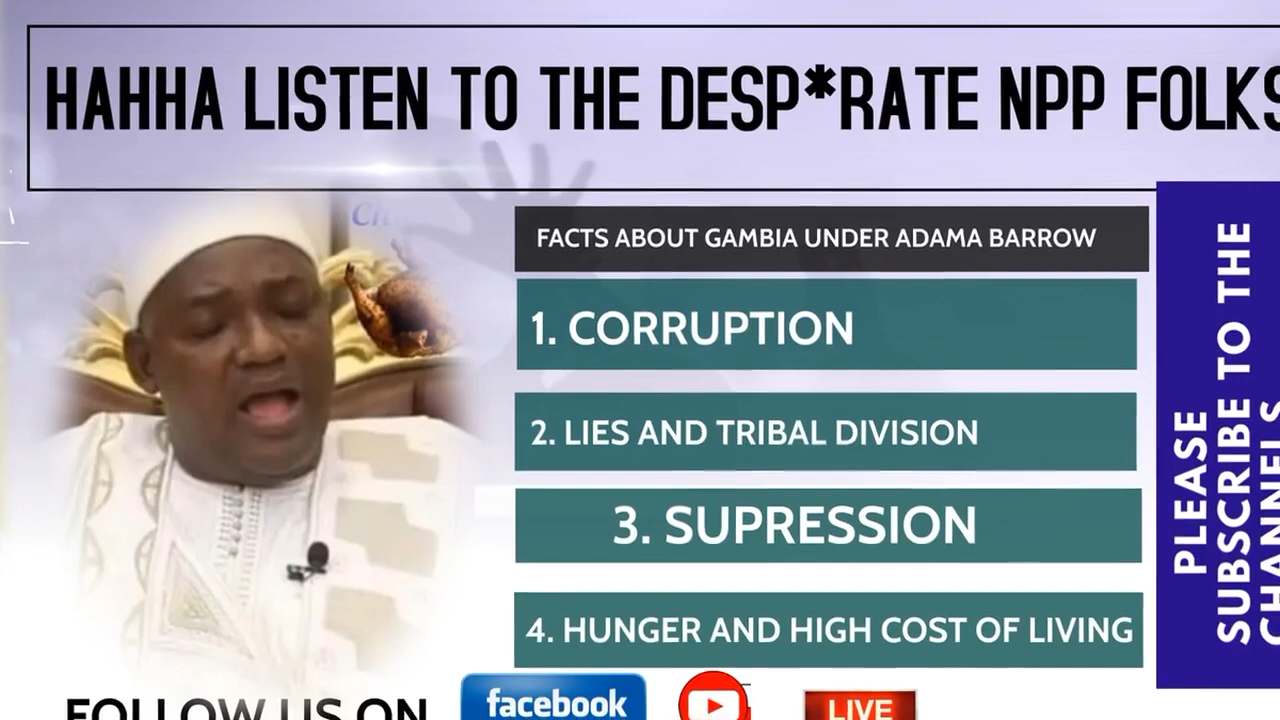 HAHHA LISTEN TO THE DESP*RATE NPP FOLKS
FACTS ABOUT GAMBIA UNDER ADAMA BARROW
1. CORRUPTION
2. LIES AND TRIBAL DIVISION
3. SUPRESSION
4. HUNGER AND HIGH COST OF LIVING
PLEASE
SUBSCRIBE TO THE
CHANNELS
FOLLOW US ON
facebook
LIVE